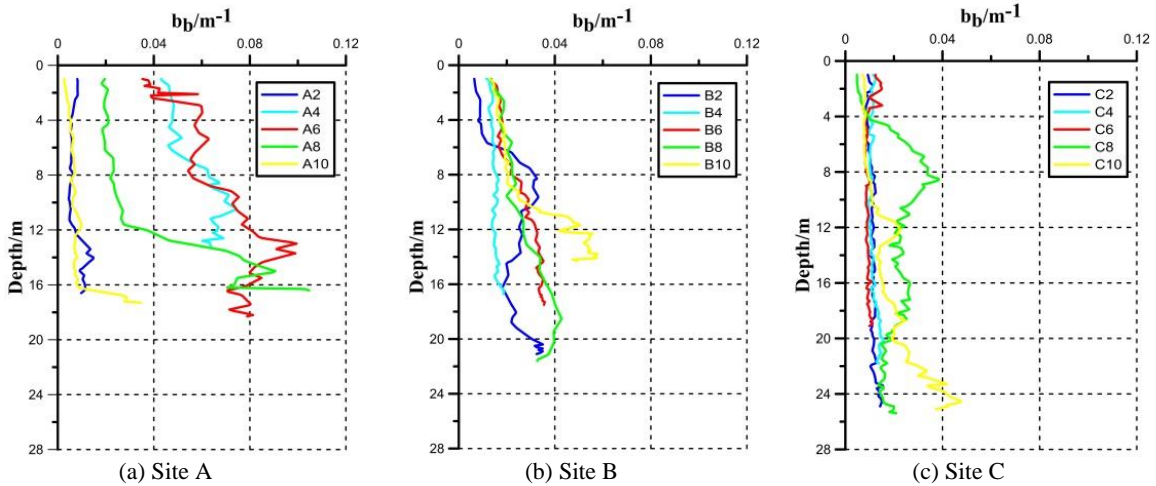 b_b/m^-1
0 0.04 0.08 0.12
0
4
8
12
16
20
24
28
Depth/m
A2
A4
A6
A8
A10
(a) Site A
b_b/m^-1
0 0.04 0.08 0.12
0
4
8
12
16
20
24
28
Depth/m
B2
B4
B6
B8
B10
(b) Site B
b_b/m^-1
0 0.04 0.08 0.12
0
4
8
12
16
20
24
28
Depth/m
C2
C4
C6
C8
C10
(c) Site C